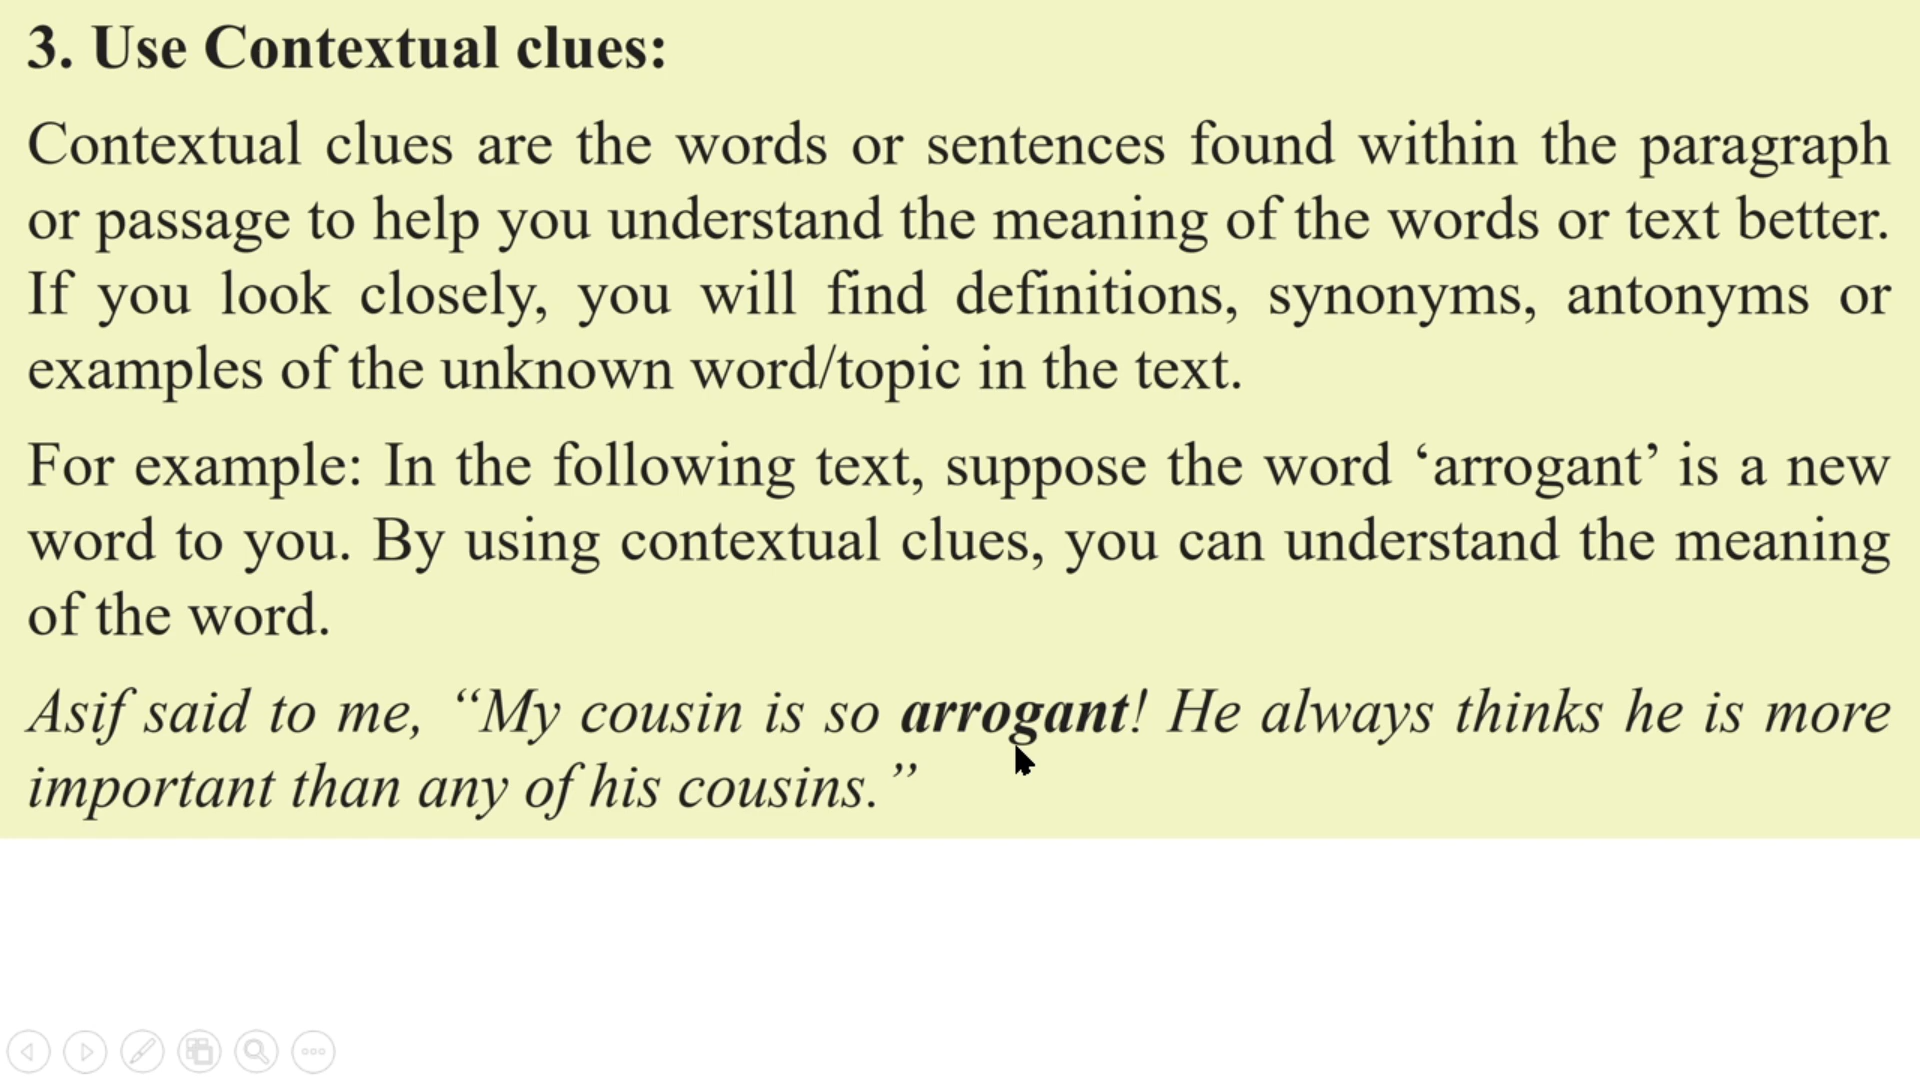 3. Use Contextual clues:
Contextual clues are the words or sentences found within the paragraph
or passage to help you understand the meaning of the words or text better.
If you look closely, you will find definitions, synonyms, antonyms or
examples of the unknown word/topic in the text.
For example: In the following text, suppose the word ‘arrogant’ is a new
word to you. By using contextual clues, you can understand the meaning
of the word.
Asif said to me, “My cousin is so arrogant! He always thinks he is more
important than any of his cousins.”